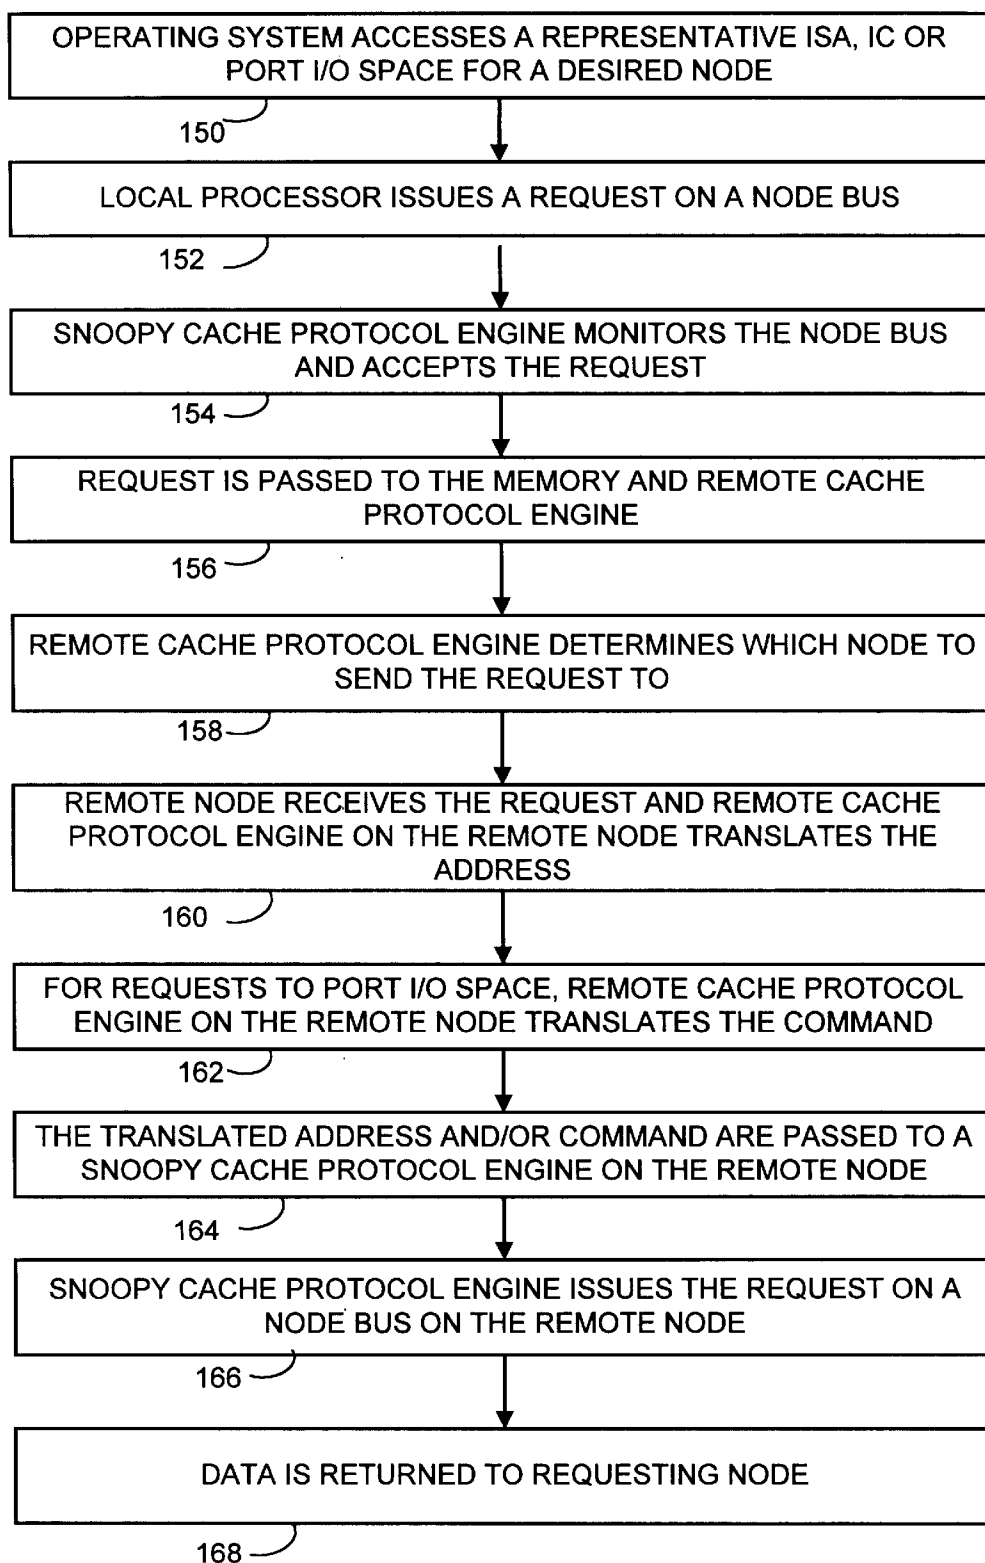 OPERATING SYSTEM ACCESSES A REPRESENTATIVE ISA, IC OR
PORT I/O SPACE FOR A DESIRED NODE
150
LOCAL PROCESSOR ISSUES A REQUEST ON A NODE BUS
152
SNOOPY CACHE PROTOCOL ENGINE MONITORS THE NODE BUS
AND ACCEPTS THE REQUEST
154
REQUEST IS PASSED TO THE MEMORY AND REMOTE CACHE
PROTOCOL ENGINE
156
REMOTE CACHE PROTOCOL ENGINE DETERMINES WHICH NODE TO
SEND THE REQUEST TO
158
REMOTE NODE RECEIVES THE REQUEST AND REMOTE CACHE
PROTOCOL ENGINE ON THE REMOTE NODE TRANSLATES THE
ADDRESS
160
FOR REQUESTS TO PORT I/O SPACE, REMOTE CACHE PROTOCOL
ENGINE ON THE REMOTE NODE TRANSLATES THE COMMAND
162
THE TRANSLATED ADDRESS AND/OR COMMAND ARE PASSED TO A
SNOOPY CACHE PROTOCOL ENGINE ON THE REMOTE NODE
164
SNOOPY CACHE PROTOCOL ENGINE ISSUES THE REQUEST ON A
NODE BUS ON THE REMOTE NODE
166
DATA IS RETURNED TO REQUESTING NODE
168